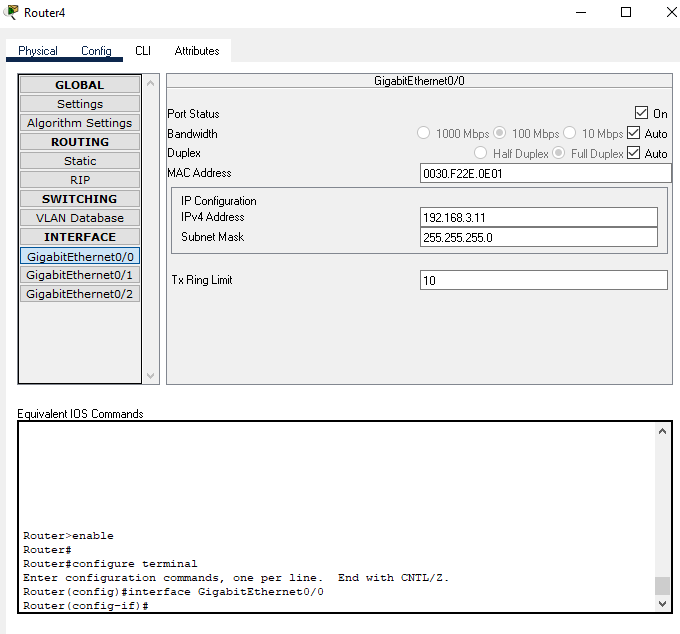 Router4
Physical Config CLI Attributes
GLOBAL
Settings
Algorithm Settings
ROUTING
Static
RIP
SWITCHING
VLAN Database
INTERFACE
GigabitEthernet0/0
GigabitEthernet0/1
GigabitEthernet0/2
GigabitEthernet0/0
Port Status On
Bandwidth 1000 Mbps 100 Mbps 10 Mbps Auto
Duplex Half Duplex Full Duplex Auto
MAC Address 0030.F22E.0E01
IP Configuration
IPv4 Address 192.168.3.11
Subnet Mask 255.255.255.0
Tx Ring Limit 10
Equivalent IOS Commands
Router>enable
Router#
Router#configure terminal
Enter configuration commands, one per line.  End with CNTL/Z.
Router(config)#interface GigabitEthernet0/0
Router(config-if)#